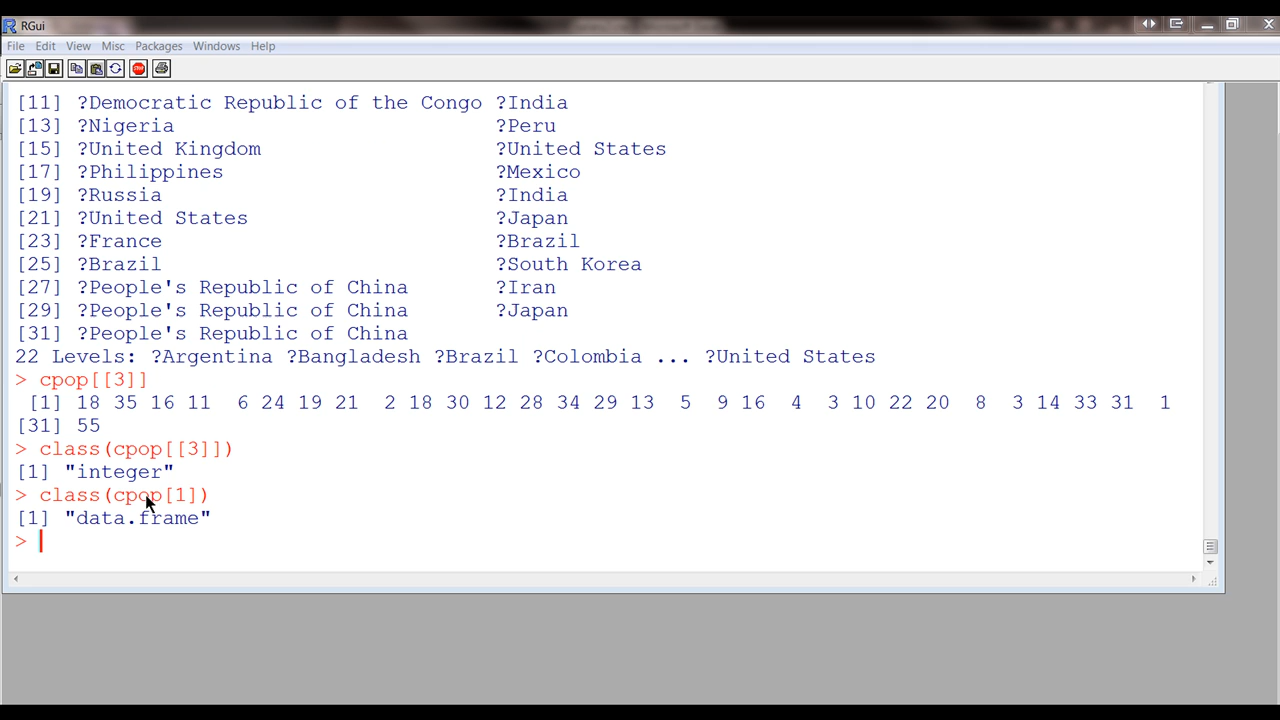 RGui
File Edit View Misc Packages Windows Help
STOP
[11] ?Democratic Republic of the Congo ?India
[13] ?Nigeria ?Peru
[15] ?United Kingdom ?United States
[17] ?Philippines ?Mexico
[19] ?Russia ?India
[21] ?United States ?Japan
[23] ?France ?Brazil
[25] ?Brazil ?South Korea
[27] ?People's Republic of China ?Iran
[29] ?People's Republic of China ?Japan
[31] ?People's Republic of China
22 Levels: ?Argentina ?Bangladesh ?Brazil ?Colombia ... ?United States
> cpop[[3]]
[1] 18 35 16 11 6 24 19 21 2 18 30 12 28 34 29 13 5 9 16 4 3 10 22 20 8 3 14 33 31 1
[31] 55
> class(cpop[[3]])
[1] "integer"
> class(cpop[1])
[1] "data.frame"
>